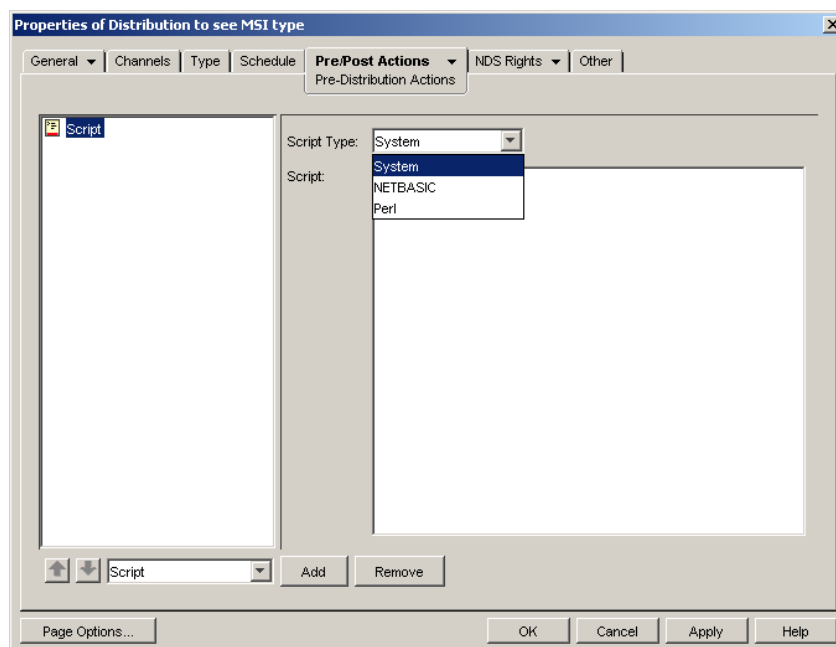 Properties of Distribution to see MSI type
General Channels Type Schedule Pre/Post Actions NDS Rights Other
Pre-Distribution Actions
Script
Script Type: System
System
Script:
NETBASIC
Perl
Script Add Remove
Page Options... OK Cancel Apply Help